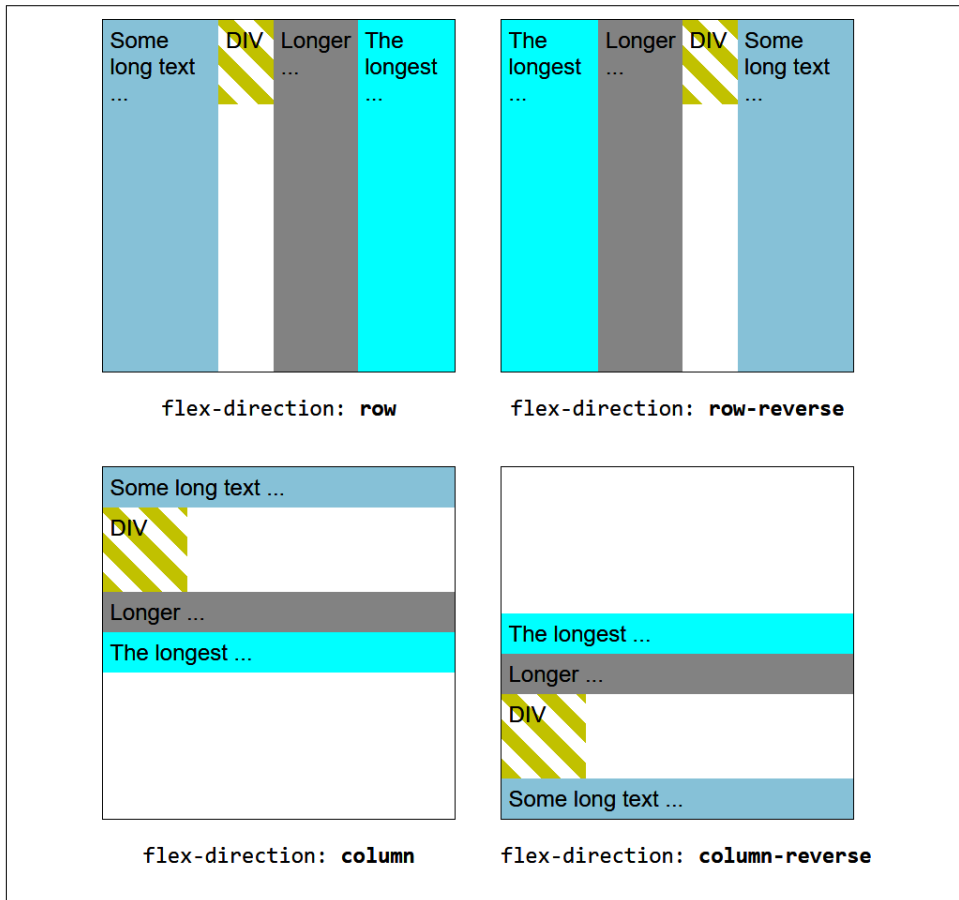 Some
long text
...
DIV
Longer
...
The
longest
...
The
longest
...
Longer
...
DIV
Some
long text
...
flex-direction: row
flex-direction: row-reverse
Some long text ...
DIV
Longer ...
The longest ...
The longest ...
Longer ...
DIV
Some long text ...
flex-direction: column
flex-direction: column-reverse